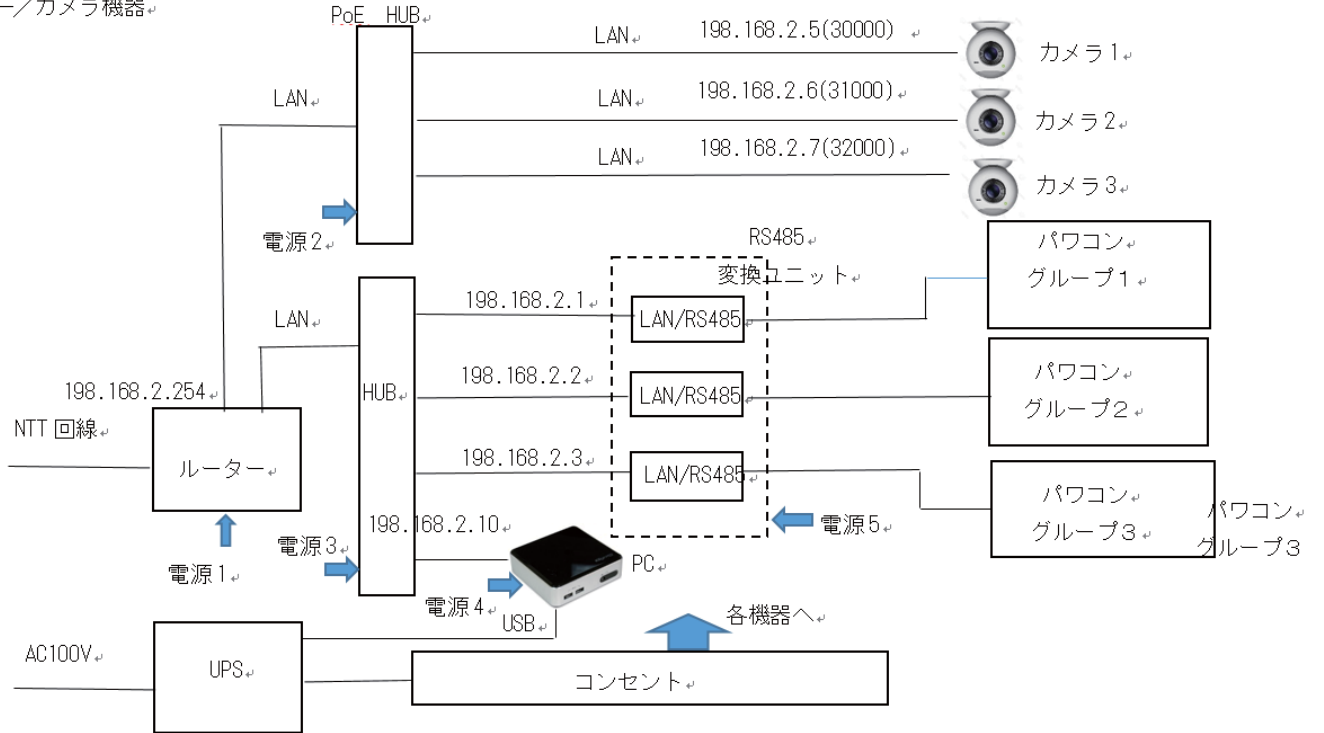 ー／カメラ機器
PoE HUB
LAN
198.168.2.5(30000)
カメラ1
LAN
LAN
198.168.2.6(31000)
カメラ2
LAN
198.168.2.7(32000)
カメラ3
電源2
RS485
変換ユニット
パワコン
グループ1
198.168.2.1
LAN/RS485
LAN
198.168.2.254
HUB
198.168.2.2
LAN/RS485
パワコン
グループ2
NTT 回線
ルーター
198.168.2.3
LAN/RS485
パワコン
グループ3
パワコン
グループ3
198.168.2.10
電源5
電源3
電源1
PC
電源4
USB
各機器へ
AC100V
UPS
コンセント